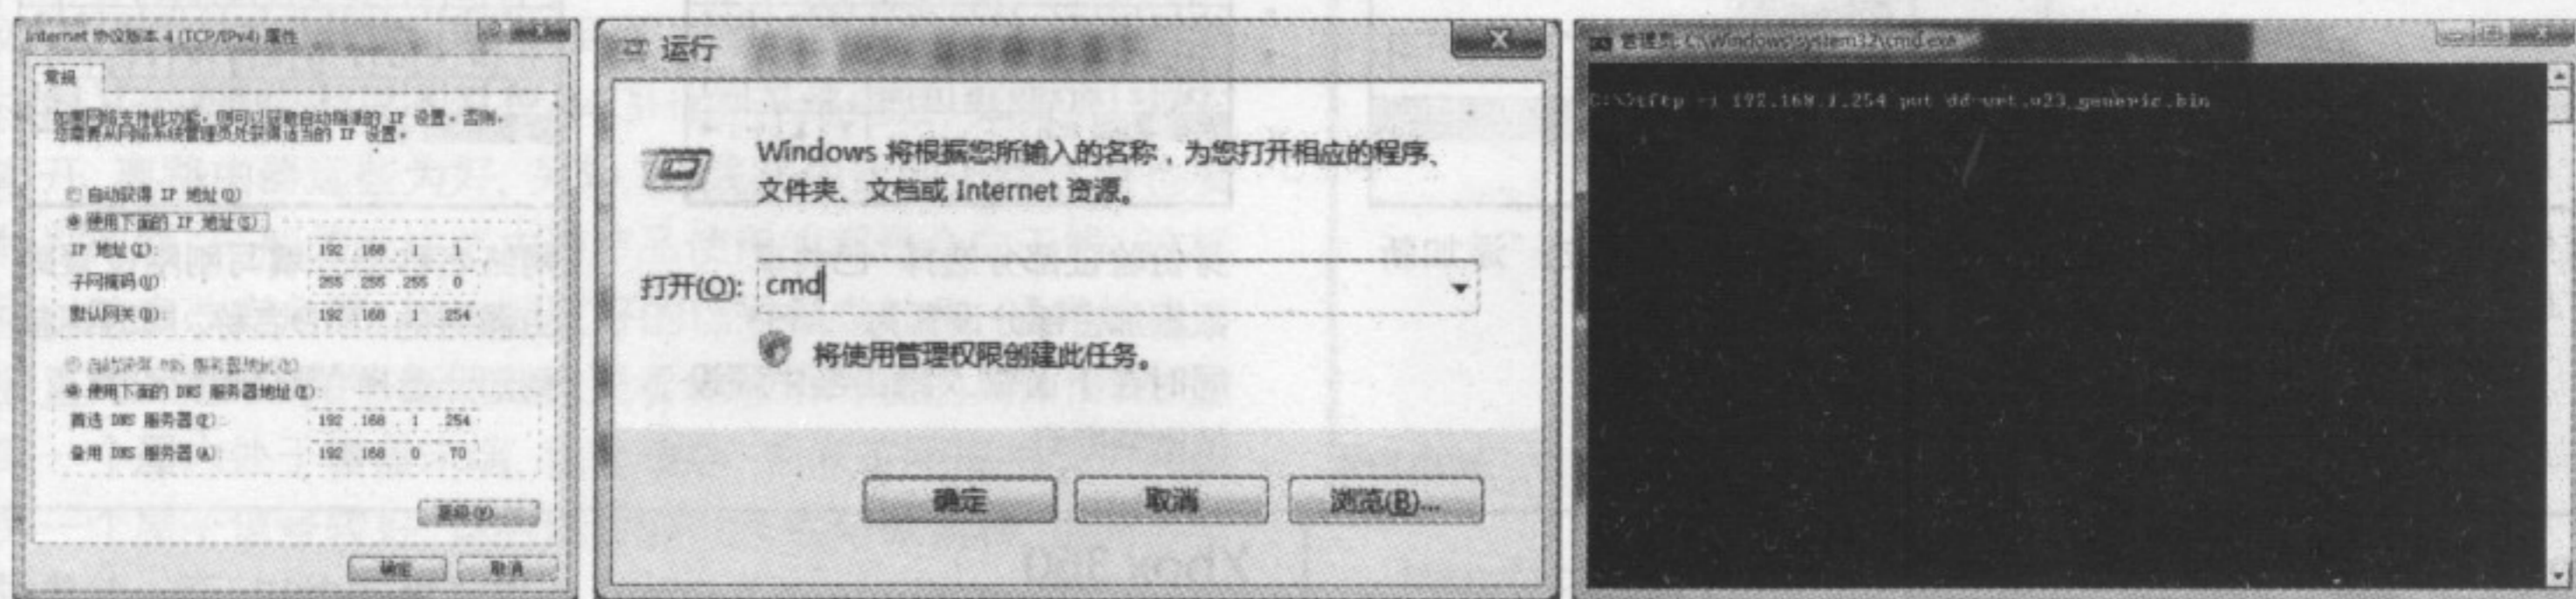 Internet 协议版本 4 (TCP/IPv4) 属性
常规
如果网络支持此功能，则可以获取自动指派的 IP 设置。否则，
您需要从网络系统管理员处获得适当的 IP 设置。
自动获得 IP 地址(O)
使用下面的 IP 地址(S)
IP 地址(I): 192 .168 . 1 . 1
子网掩码(U) 255 .255 .255 . 0
默认网关(D): 192 .168 . 1 .254
自动获得 DNS 服务器地址(B)
使用下面的 DNS 服务器地址(E):
首选 DNS 服务器(P): 192 .168 . 1 .254
备用 DNS 服务器(A): 192 .168 . 0 .70
高级(V)...
确定 取消
运行
Windows 将根据您所输入的名称，为您打开相应的程序、
文件夹、文档或 Internet 资源。
打开(O): cmd
将使用管理权限创建此任务。
确定 取消 浏览(B)...
管理员: C:\Windows\system32\cmd.exe
C:\>tftp -i 192.168.1.254 put dd-wrt.v23_generic.bin